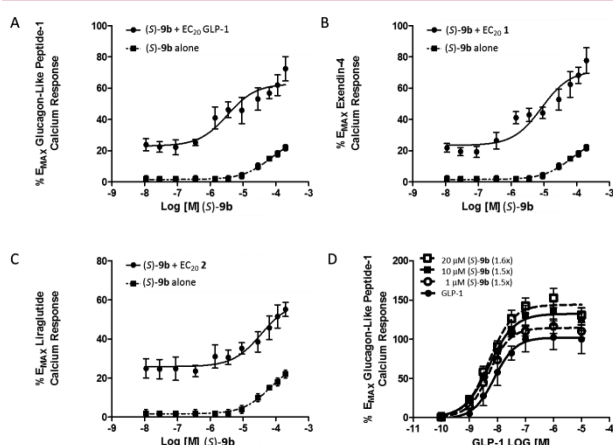 A
(S)-9b + EC20 GLP-1
(S)-9b alone
% EMAX Glucagon-Like Peptide-1
Calcium Response
100
80
60
40
20
0
-9 -8 -7 -6 -5 -4 -3
Log [M] (S)-9b
B
(S)-9b + EC20 1
(S)-9b alone
% EMAX Exendin-4
Calcium Response
100
80
60
40
20
0
-9 -8 -7 -6 -5 -4 -3
Log [M] (S)-9b
C
(S)-9b + EC20 2
(S)-9b alone
% EMAX Liraglutide
Calcium Response
80
60
40
20
0
-9 -8 -7 -6 -5 -4 -3
Log [M] (S)-9b
D
20 µM (S)-9b (1.6x)
10 µM (S)-9b (1.5x)
1 µM (S)-9b (1.5x)
GLP-1
% EMAX Glucagon-Like Peptide-1
Calcium Response
200
150
100
50
0
-11 -10 -9 -8 -7 -6 -5 -4
GLP-1 LOG [M]